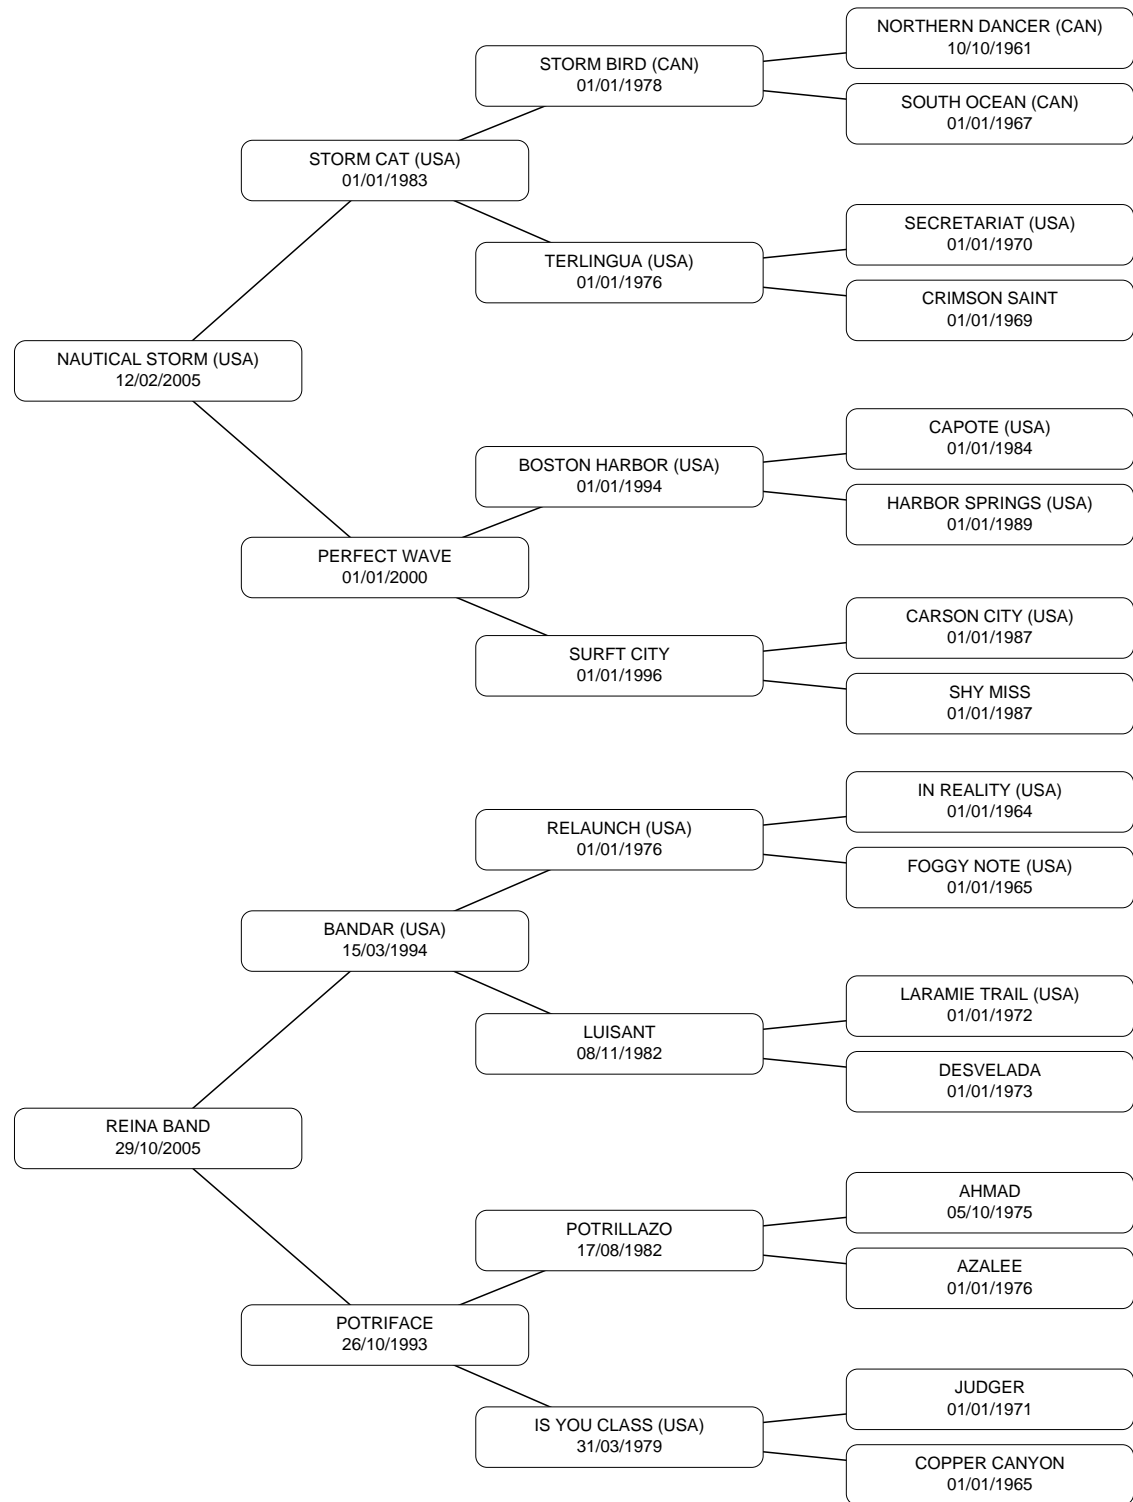 NORTHERN DANCER (CAN)
10/10/1961
STORM BIRD (CAN)
01/01/1978
SOUTH OCEAN (CAN)
01/01/1967
STORM CAT (USA)
01/01/1983
SECRETARIAT (USA)
01/01/1970
TERLINGUA (USA)
01/01/1976
CRIMSON SAINT
01/01/1969
NAUTICAL STORM (USA)
12/02/2005
CAPOTE (USA)
01/01/1984
BOSTON HARBOR (USA)
01/01/1994
HARBOR SPRINGS (USA)
01/01/1989
PERFECT WAVE
01/01/2000
CARSON CITY (USA)
01/01/1987
SURFT CITY
01/01/1996
SHY MISS
01/01/1987
IN REALITY (USA)
01/01/1964
RELAUNCH (USA)
01/01/1976
FOGGY NOTE (USA)
01/01/1965
BANDAR (USA)
15/03/1994
LARAMIE TRAIL (USA)
01/01/1972
LUISANT
08/11/1982
DESVELADA
01/01/1973
REINA BAND
29/10/2005
AHMAD
05/10/1975
POTRILLAZO
17/08/1982
AZALEE
01/01/1976
POTRIFACE
26/10/1993
JUDGER
01/01/1971
IS YOU CLASS (USA)
31/03/1979
COPPER CANYON
01/01/1965